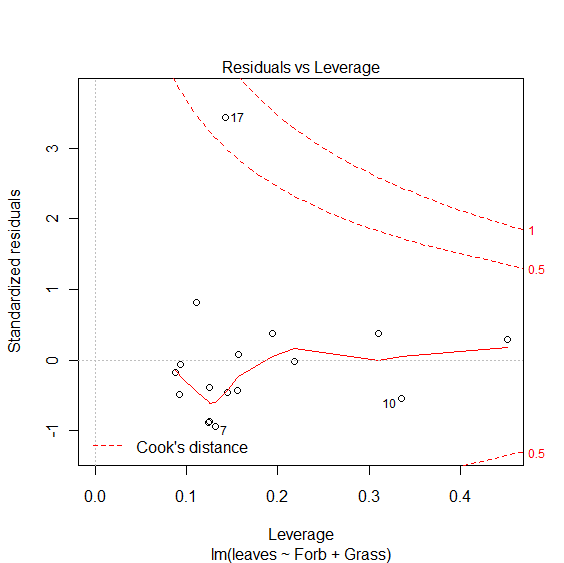 Residuals vs Leverage
Standardized residuals
3
2
1
0
-1
17
10
7
1
0.5
0.5
Cook's distance
0.0 0.1 0.2 0.3 0.4
Leverage
lm(leaves ~ Forb + Grass)